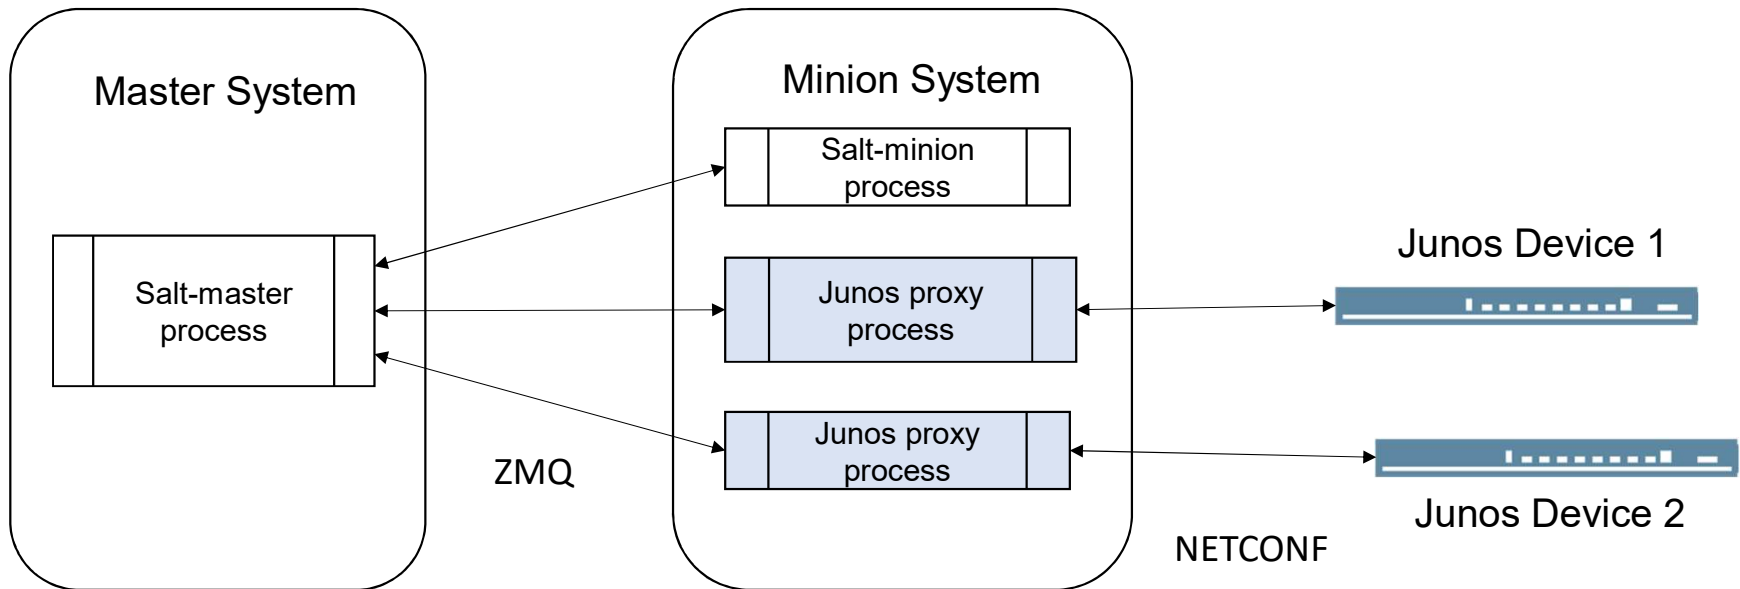 Master System
Salt-master
process
ZMQ
Minion System
Salt-minion
process
Junos proxy
process
Junos proxy
process
NETCONF
Junos Device 1
Junos Device 2